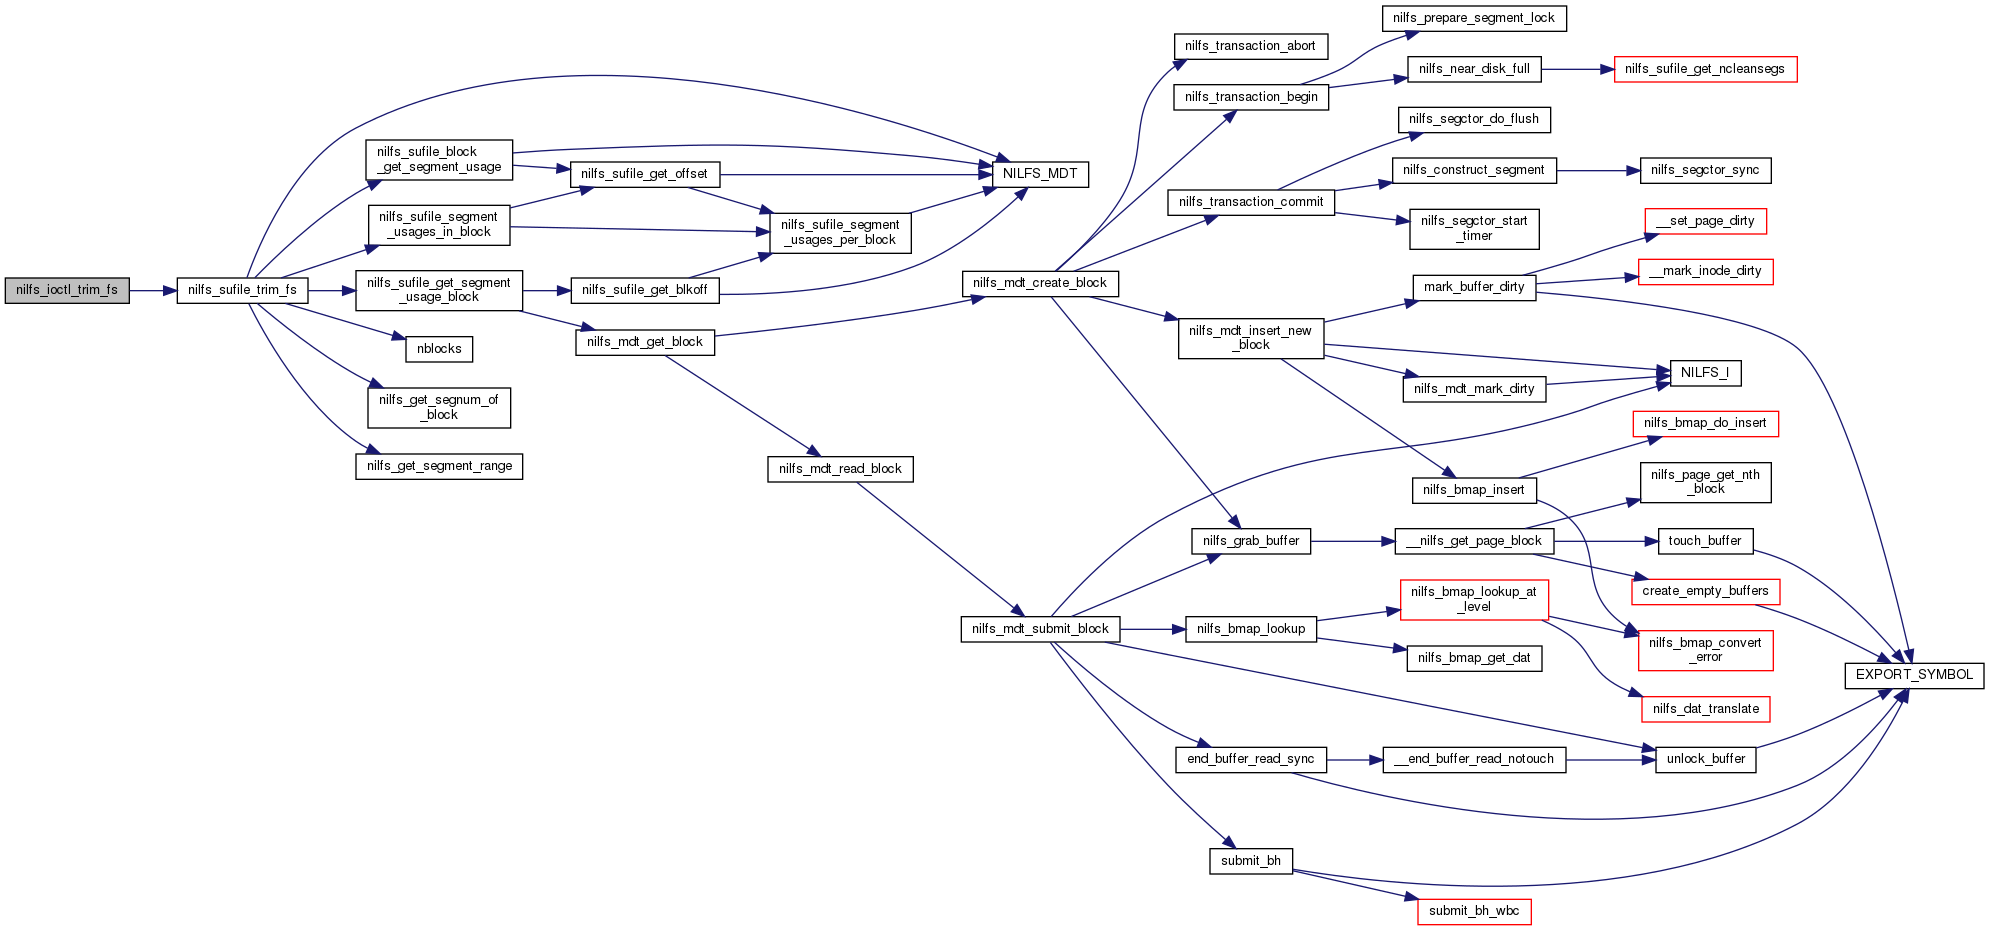 nilfs_ioctl_trim_fs
nilfs_sufile_trim_fs
nilfs_sufile_block
_get_segment_usage
nilfs_sufile_segment
_usages_in_block
nilfs_sufile_get_segment
_usage_block
nblocks
nilfs_get_segnum_of
_block
nilfs_get_segment_range
nilfs_sufile_get_offset
nilfs_sufile_get_blkoff
nilfs_mdt_get_block
nilfs_sufile_segment
_usages_per_block
nilfs_mdt_read_block
NILFS_MDT
nilfs_mdt_create_block
nilfs_mdt_submit_block
nilfs_transaction_abort
nilfs_transaction_begin
nilfs_transaction_commit
nilfs_mdt_insert_new
_block
nilfs_grab_buffer
nilfs_bmap_lookup
end_buffer_read_sync
submit_bh
nilfs_prepare_segment_lock
nilfs_near_disk_full
nilfs_segctor_do_flush
nilfs_construct_segment
nilfs_segctor_start
_timer
mark_buffer_dirty
nilfs_mdt_mark_dirty
nilfs_bmap_insert
__nilfs_get_page_block
nilfs_bmap_lookup_at
_level
nilfs_bmap_get_dat
__end_buffer_read_notouch
submit_bh_wbc
nilfs_sufile_get_ncleansegs
nilfs_segctor_sync
__set_page_dirty
__mark_inode_dirty
NILFS_I
nilfs_bmap_do_insert
nilfs_page_get_nth
_block
touch_buffer
create_empty_buffers
nilfs_bmap_convert
_error
nilfs_dat_translate
unlock_buffer
EXPORT_SYMBOL